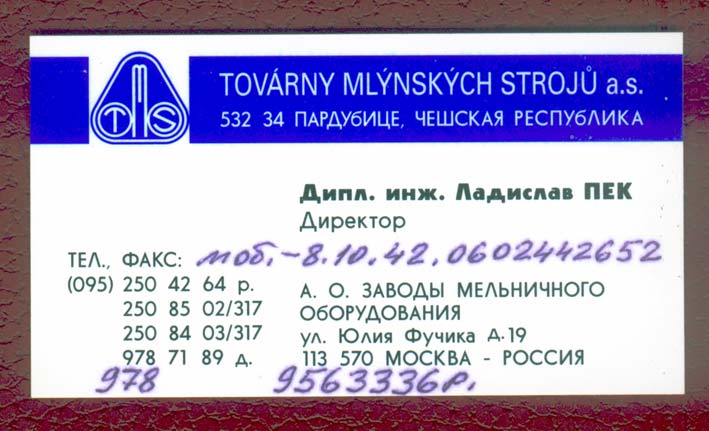 TMS
TOVÁRNY MLÝNSKÝCH STROJŮ a.s.
532 34 ПАРДУБИЦЕ, ЧЕШСКАЯ РЕСПУБЛИКА
Дипл. инж. Ладислав ПЕК
Директор
ТЕЛ., ФАКС: моб.-8.10.42.0602442652
(095) 250 42 64 р.
250 85 02/317
250 84 03/317
978 71 89 д.
978 9563336р.
А. О. ЗАВОДЫ МЕЛЬНИЧНОГО
ОБОРУДОВАНИЯ
ул. Юлия Фучика д.19
113 570 МОСКВА - РОССИЯ